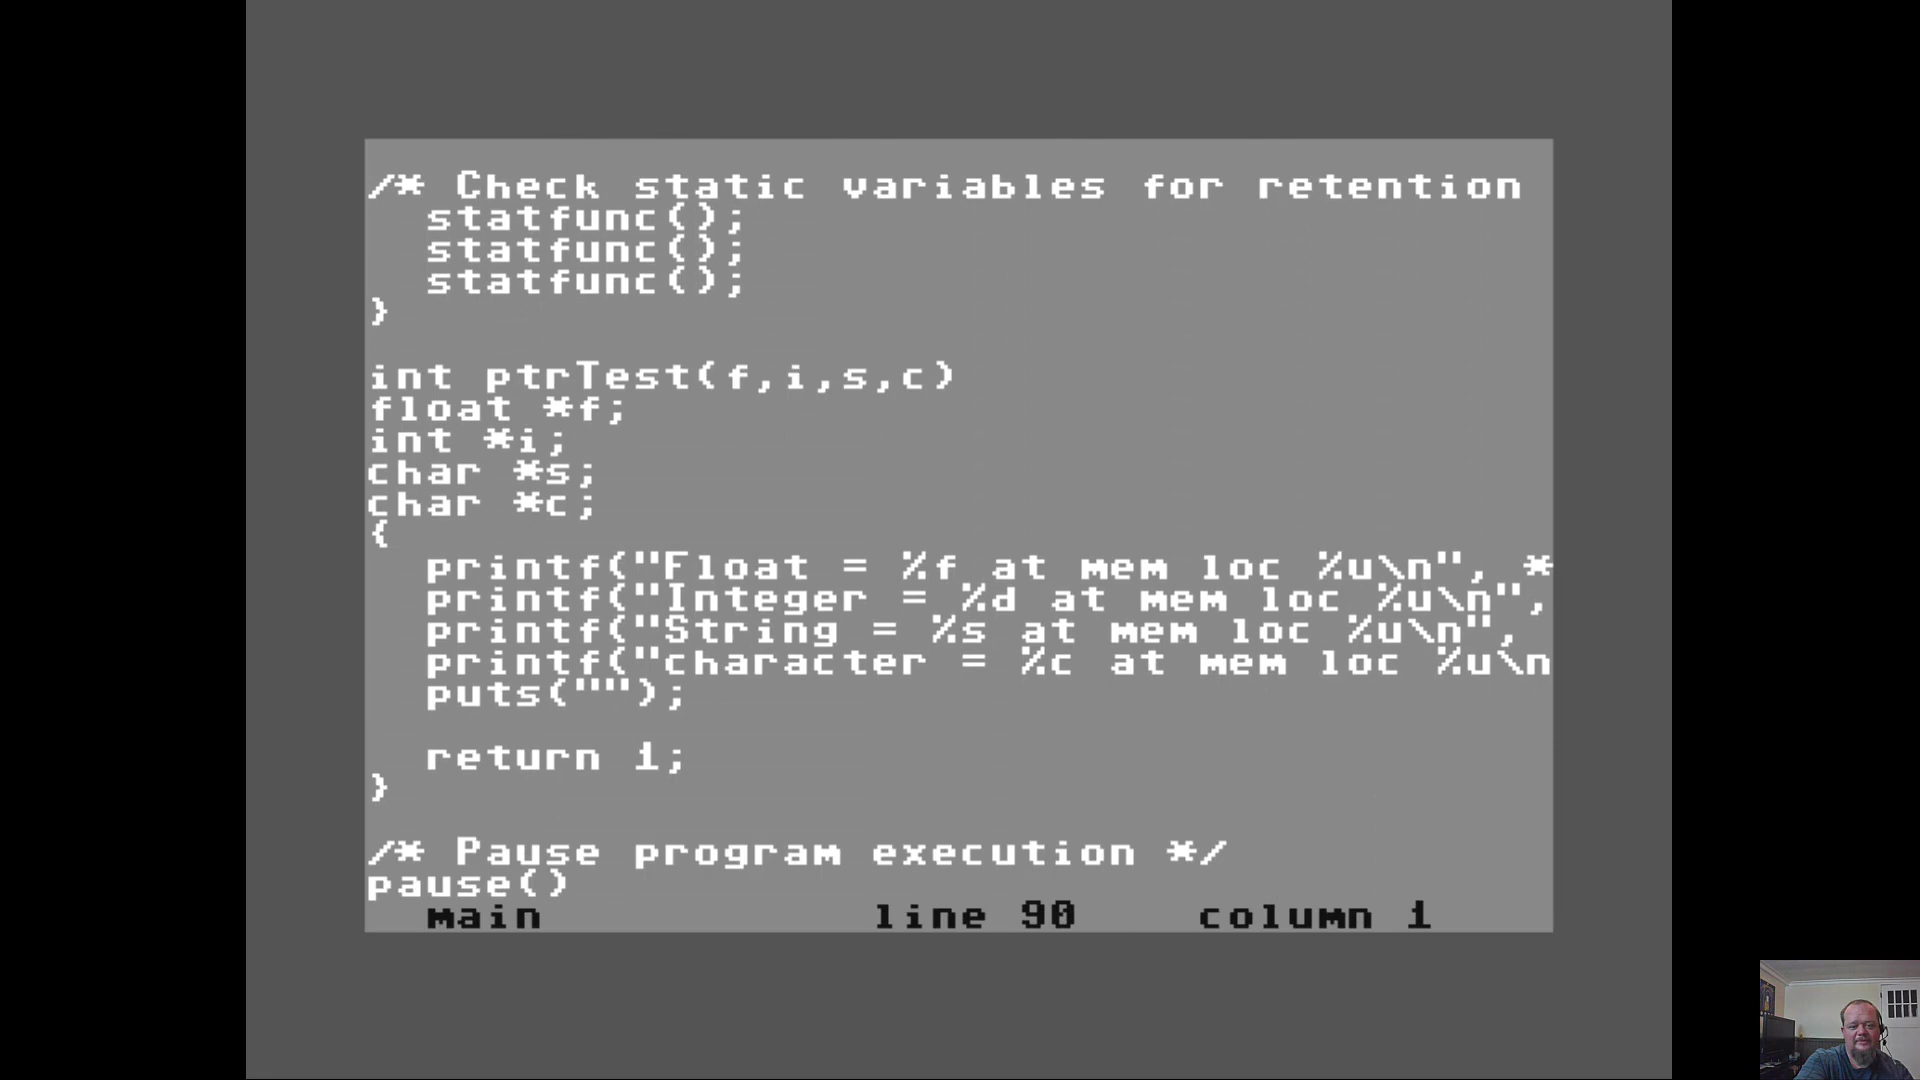 /* Check static variables for retention
   statfunc();
   statfunc();
   statfunc();
}
int ptrTest(f,i,s,c)
float *f;
int *i;
char *s;
char *c;
{
   printf("Float = %f at mem loc %u\n", *
   printf("Integer = %d at mem loc %u\n",
   printf("String = %s at mem loc %u\n",
   printf("character = %c at mem loc %u\n
   puts("");
   return 1;
}
/* Pause program execution */
pause()
main line 90 column 1